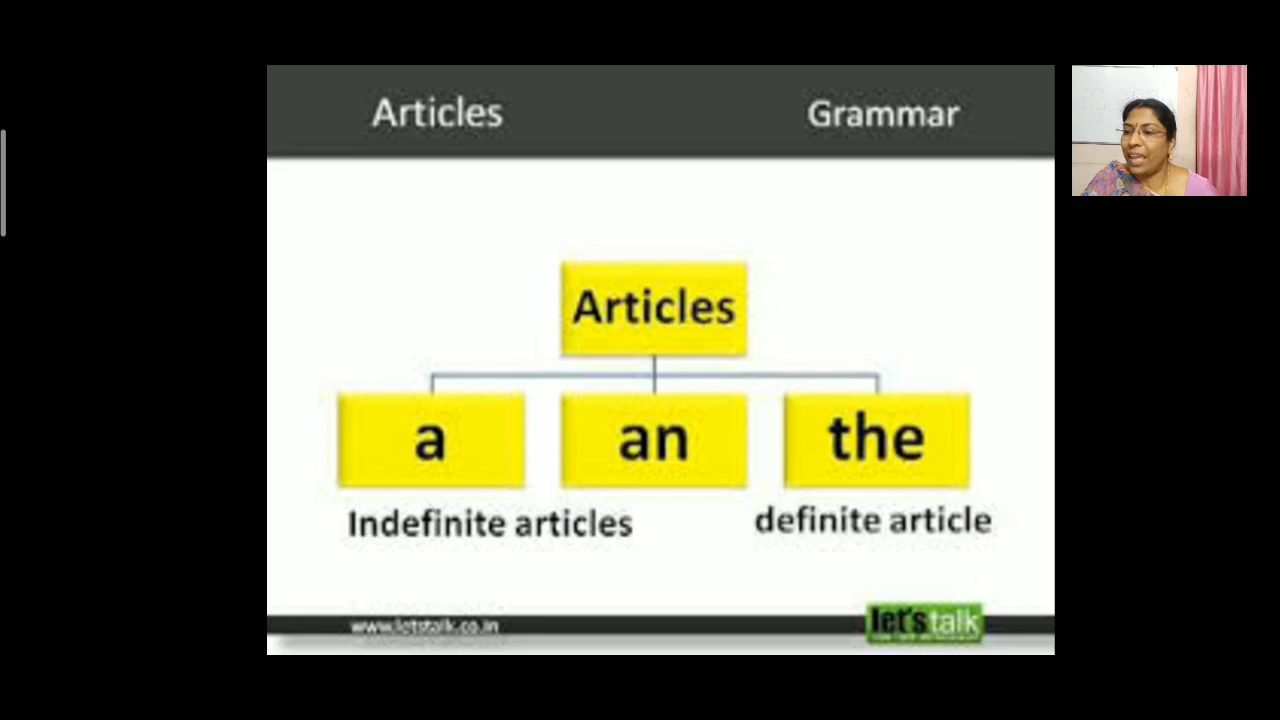 Articles Grammar
Articles
a an the
Indefinite articles definite article
www.letstalk.co.in
let's talk